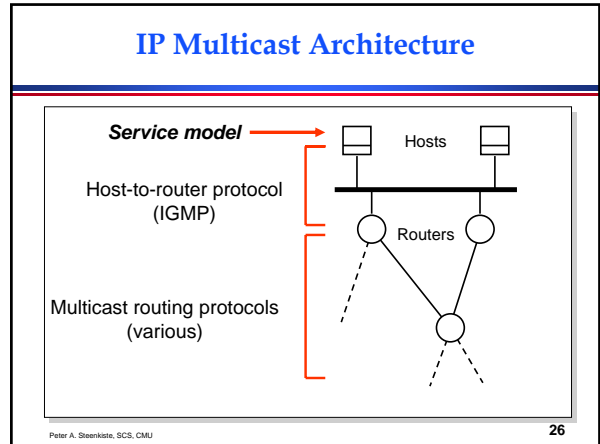 IP Multicast Architecture
Service model
Hosts
Host-to-router protocol
(IGMP)
Routers
Multicast routing protocols
(various)
Peter A. Steenkiste, SCS, CMU
26